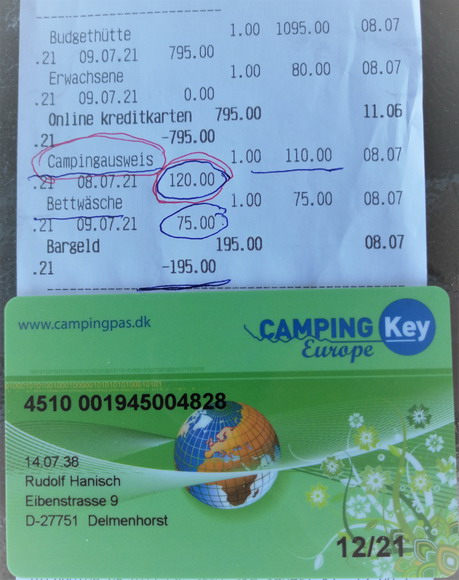 Budgethütte 1.00 1095.00 08.07
.21 09.07.21 795.00
Erwachsene 1.00 80.00 08.07
.21 09.07.21 0.00
Online kreditkarten 795.00 11.06
.21 -795.00
Campingausweis 1.00 110.00 08.07
.21 08.07.21 120.00
Bettwäsche 1.00 75.00 08.07
.21 09.07.21 75.00
Bargeld 195.00 08.07
.21 -195.00
www.campingpas.dk
CAMPING Key
Europe
4510 001945004828
14.07.38
Rudolf Hanisch
Eibenstrasse 9
D-27751 Delmenhorst
12/21